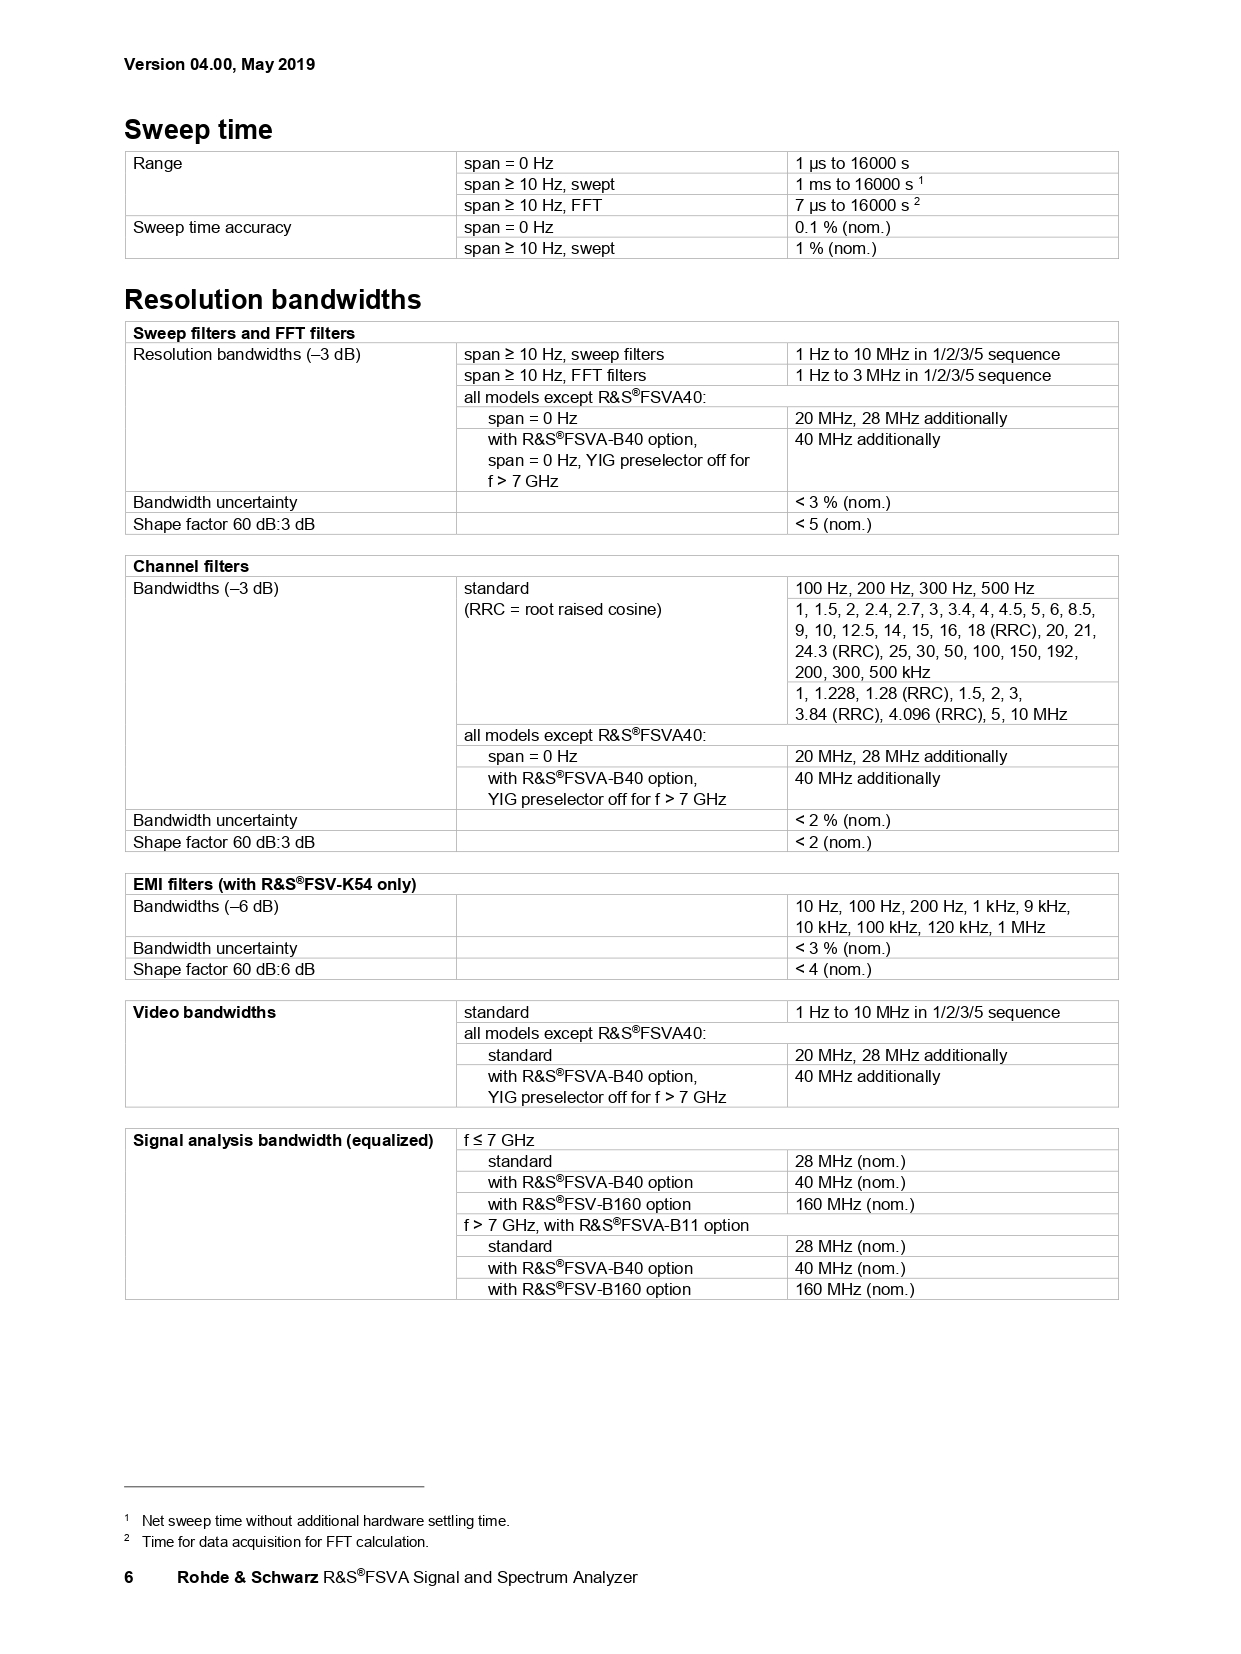 Version 04.00, May 2019
Sweep time
Range span = 0 Hz 1 µs to 16000 s
span ≥ 10 Hz, swept 1 ms to 16000 s 1
span ≥ 10 Hz, FFT 7 µs to 16000 s 2
Sweep time accuracy span = 0 Hz 0.1 % (nom.)
span ≥ 10 Hz, swept 1 % (nom.)
Resolution bandwidths
Sweep filters and FFT filters
Resolution bandwidths (–3 dB) span ≥ 10 Hz, sweep filters 1 Hz to 10 MHz in 1/2/3/5 sequence
span ≥ 10 Hz, FFT filters 1 Hz to 3 MHz in 1/2/3/5 sequence
all models except R&S®FSVA40:
span = 0 Hz 20 MHz, 28 MHz additionally
with R&S®FSVA-B40 option, 40 MHz additionally
span = 0 Hz, YIG preselector off for
f > 7 GHz
Bandwidth uncertainty < 3 % (nom.)
Shape factor 60 dB:3 dB < 5 (nom.)
Channel filters
Bandwidths (–3 dB) standard 100 Hz, 200 Hz, 300 Hz, 500 Hz
(RRC = root raised cosine) 1, 1.5, 2, 2.4, 2.7, 3, 3.4, 4, 4.5, 5, 6, 8.5,
9, 10, 12.5, 14, 15, 16, 18 (RRC), 20, 21,
24.3 (RRC), 25, 30, 50, 100, 150, 192,
200, 300, 500 kHz
1, 1.228, 1.28 (RRC), 1.5, 2, 3,
3.84 (RRC), 4.096 (RRC), 5, 10 MHz
all models except R&S®FSVA40:
span = 0 Hz 20 MHz, 28 MHz additionally
with R&S®FSVA-B40 option, 40 MHz additionally
YIG preselector off for f > 7 GHz
Bandwidth uncertainty < 2 % (nom.)
Shape factor 60 dB:3 dB < 2 (nom.)
EMI filters (with R&S®FSV-K54 only)
Bandwidths (–6 dB) 10 Hz, 100 Hz, 200 Hz, 1 kHz, 9 kHz,
10 kHz, 100 kHz, 120 kHz, 1 MHz
Bandwidth uncertainty < 3 % (nom.)
Shape factor 60 dB:6 dB < 4 (nom.)
Video bandwidths standard 1 Hz to 10 MHz in 1/2/3/5 sequence
all models except R&S®FSVA40:
standard 20 MHz, 28 MHz additionally
with R&S®FSVA-B40 option, 40 MHz additionally
YIG preselector off for f > 7 GHz
Signal analysis bandwidth (equalized) f ≤ 7 GHz
standard 28 MHz (nom.)
with R&S®FSVA-B40 option 40 MHz (nom.)
with R&S®FSV-B160 option 160 MHz (nom.)
f > 7 GHz, with R&S®FSVA-B11 option
standard 28 MHz (nom.)
with R&S®FSVA-B40 option 40 MHz (nom.)
with R&S®FSV-B160 option 160 MHz (nom.)
1 Net sweep time without additional hardware settling time.
2 Time for data acquisition for FFT calculation.
6 Rohde & Schwarz R&S®FSVA Signal and Spectrum Analyzer